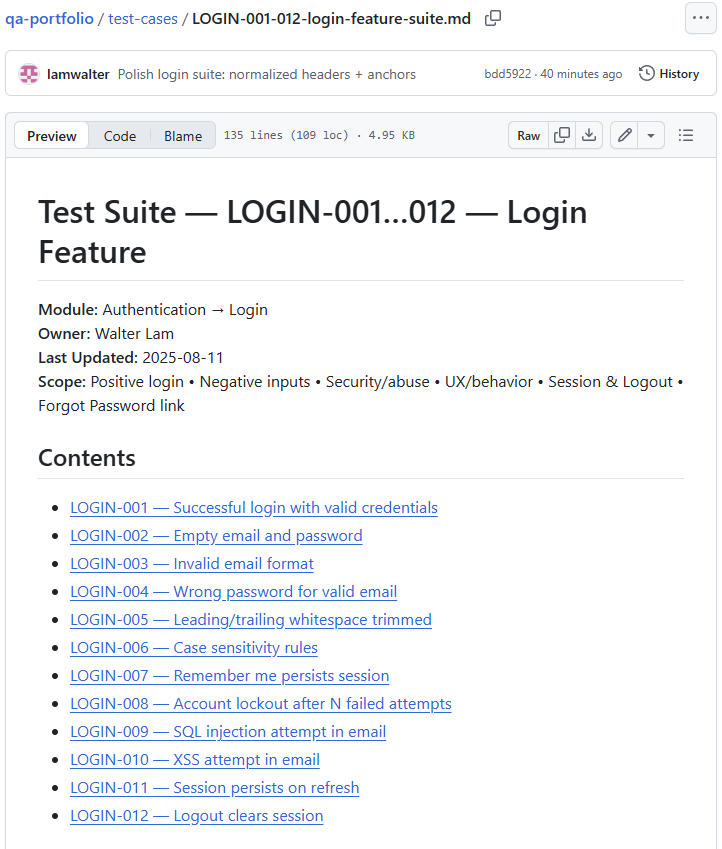 qa-portfolio / test-cases / LOGIN-001-012-login-feature-suite.md
lamwalter Polish login suite: normalized headers + anchors bdd5922 · 40 minutes ago History
Preview Code Blame 135 lines (109 loc) · 4.95 KB Raw
Test Suite — LOGIN-001…012 — Login
Feature
Module: Authentication → Login
Owner: Walter Lam
Last Updated: 2025-08-11
Scope: Positive login • Negative inputs • Security/abuse • UX/behavior • Session & Logout •
Forgot Password link
Contents
• LOGIN-001 — Successful login with valid credentials
• LOGIN-002 — Empty email and password
• LOGIN-003 — Invalid email format
• LOGIN-004 — Wrong password for valid email
• LOGIN-005 — Leading/trailing whitespace trimmed
• LOGIN-006 — Case sensitivity rules
• LOGIN-007 — Remember me persists session
• LOGIN-008 — Account lockout after N failed attempts
• LOGIN-009 — SQL injection attempt in email
• LOGIN-010 — XSS attempt in email
• LOGIN-011 — Session persists on refresh
• LOGIN-012 — Logout clears session